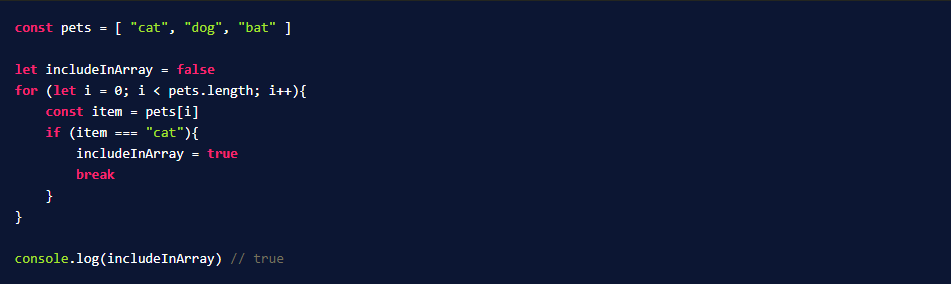 const pets = [ "cat", "dog", "bat" ]
let includeInArray = false
for (let i = 0; i < pets.length; i++){
    const item = pets[i]
    if (item === "cat"){
        includeInArray = true
        break
    }
}
console.log(includeInArray) // true